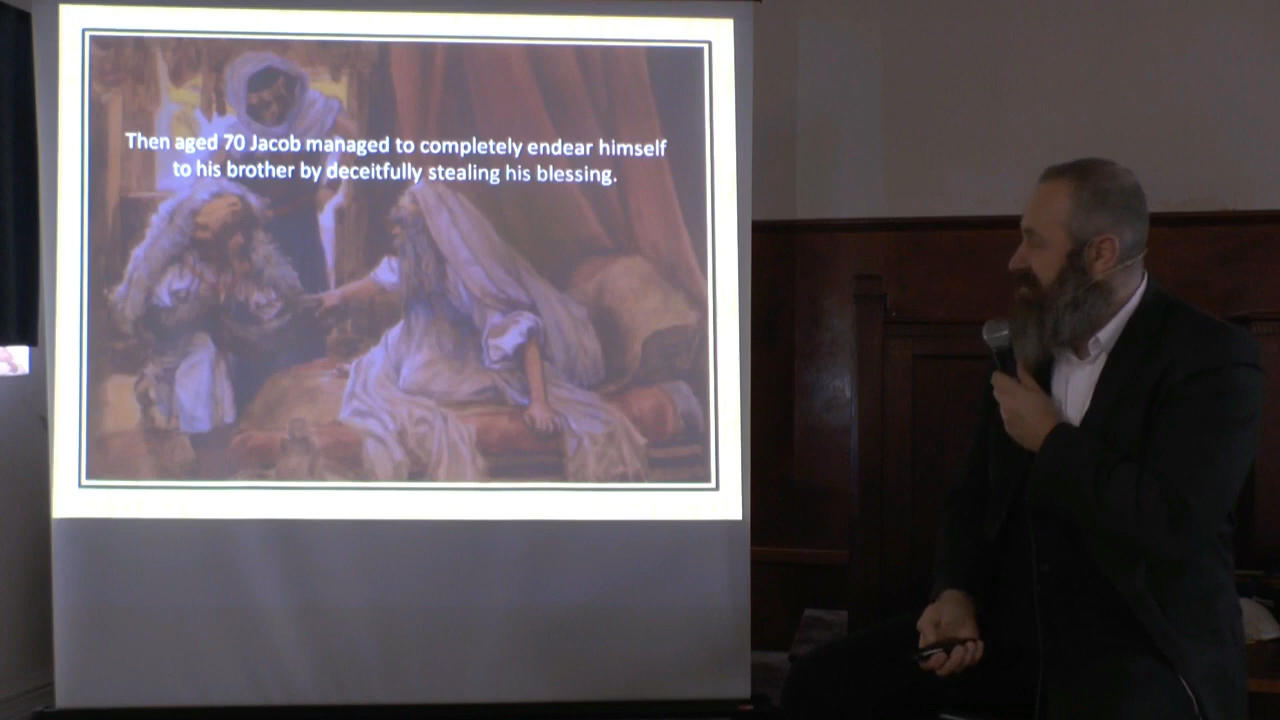 Then aged 70 Jacob managed to completely endear himself
to his brother by deceitfully stealing his blessing.